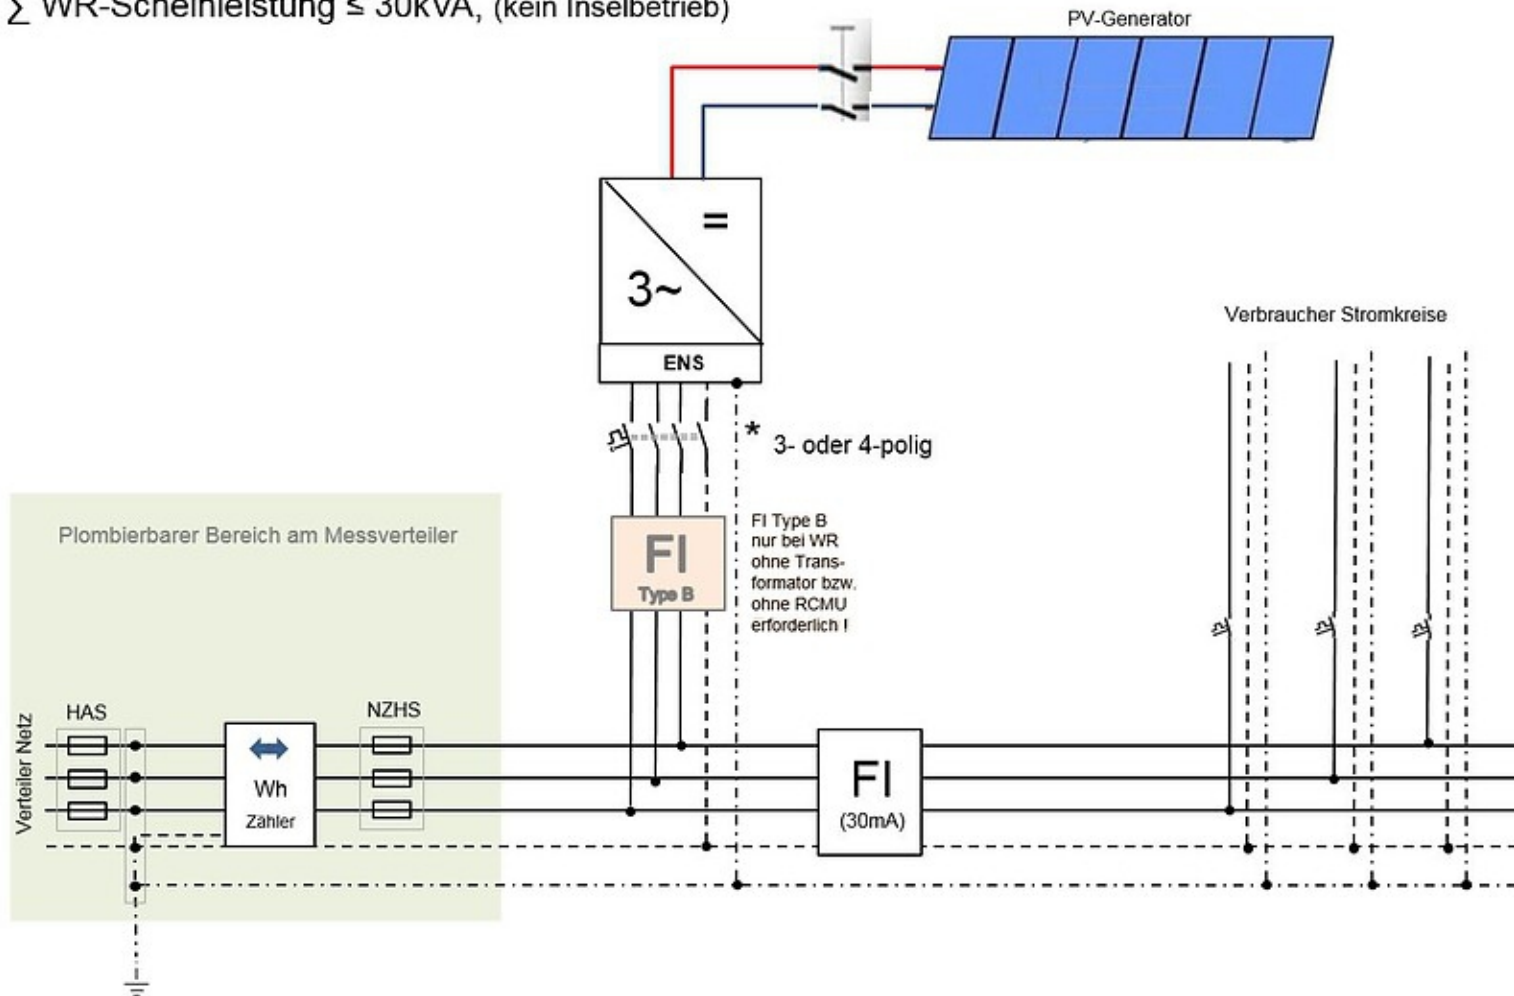 ∑ WR-Scheinleistung ≤ 30kVA, (kein Inselbetrieb)
PV-Generator
=
3~
ENS
Verbraucher Stromkreise
* 3- oder 4-polig
Plombierbarer Bereich am Messverteiler
FI
Type B
FI Type B
nur bei WR
ohne Trans-
formator bzw.
ohne RCMU
erforderlich !
Verteiler Netz
HAS
NZHS
Wh
Zähler
FI
(30mA)